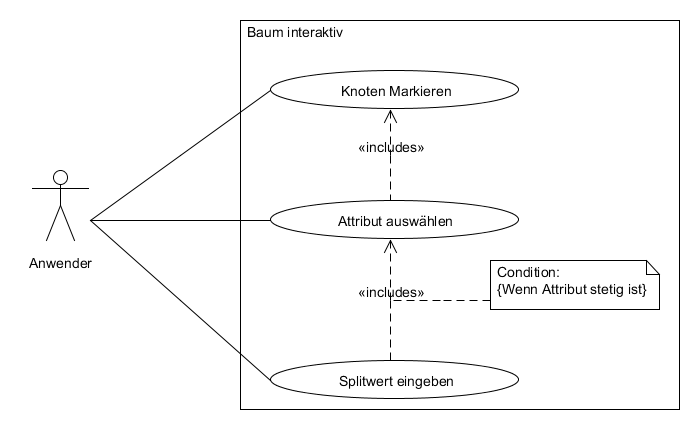 Baum interaktiv
Knoten Markieren
«includes»
Attribut auswählen
Anwender
Condition:
{Wenn Attribut stetig ist}
«includes»
Splitwert eingeben